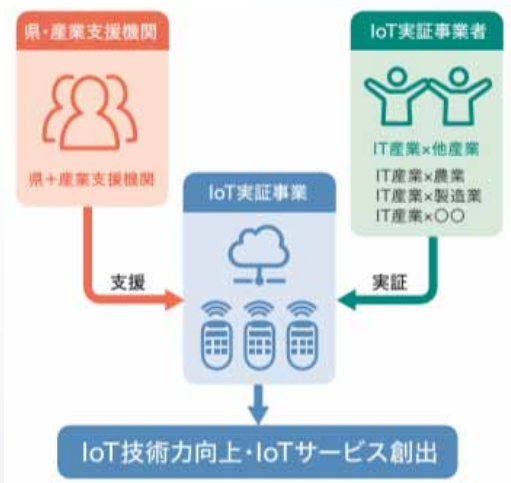 県・産業支援機関
県+産業支援機関
IoT実証事業者
IT産業×他産業
IT産業×農業
IT産業×製造業
IT産業×〇〇
IoT実証事業
支援
実証
IoT技術力向上・IoTサービス創出